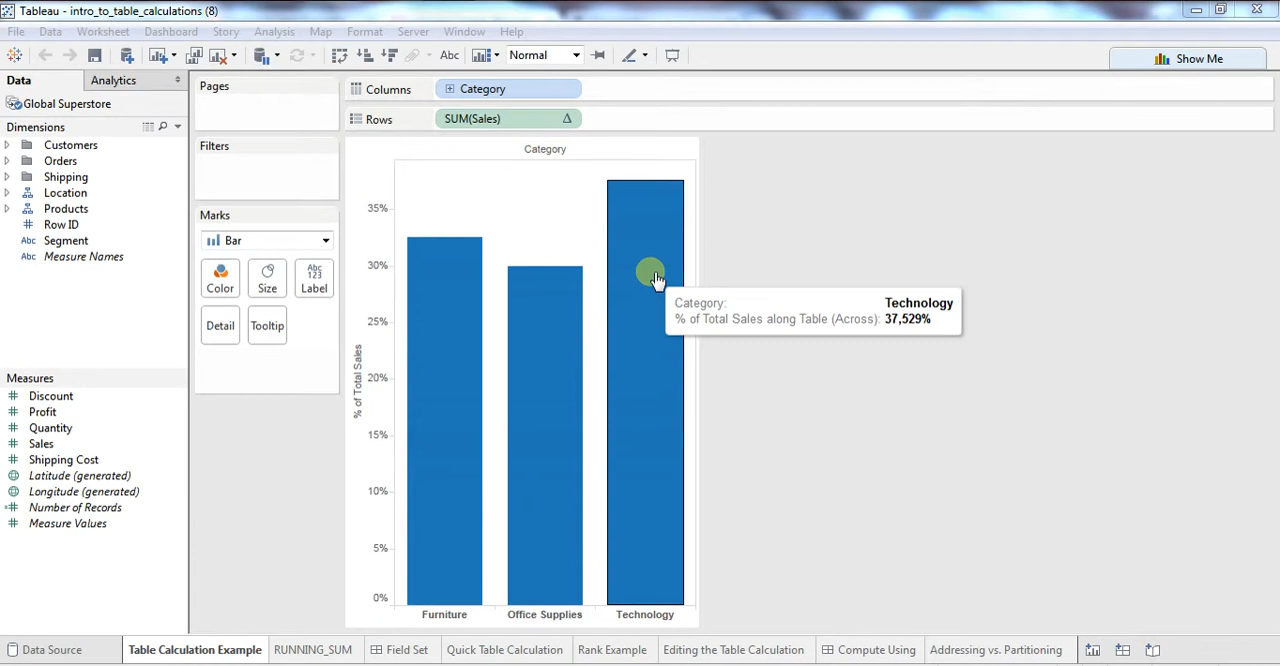 Tableau - intro_to_table_calculations (8)
File Data Worksheet Dashboard Story Analysis Map Format Server Window Help
Abc Normal Show Me
Data Analytics
Global Superstore
Dimensions
Customers
Orders
Shipping
Location
Products
Row ID
Abc Segment
Abc Measure Names
Measures
Discount
Profit
Quantity
Sales
Shipping Cost
Latitude (generated)
Longitude (generated)
Number of Records
Measure Values
Pages
Filters
Marks
Bar
Color Size Abc 123 Label
Detail Tooltip
Columns Category
Rows SUM(Sales) Δ
Category
% of Total Sales
35%
30%
25%
20%
15%
10%
5%
0%
Furniture Office Supplies Technology
Category: Technology
% of Total Sales along Table (Across): 37,529%
Data Source Table Calculation Example RUNNING_SUM Field Set Quick Table Calculation Rank Example Editing the Table Calculation Compute Using Addressing vs. Partitioning